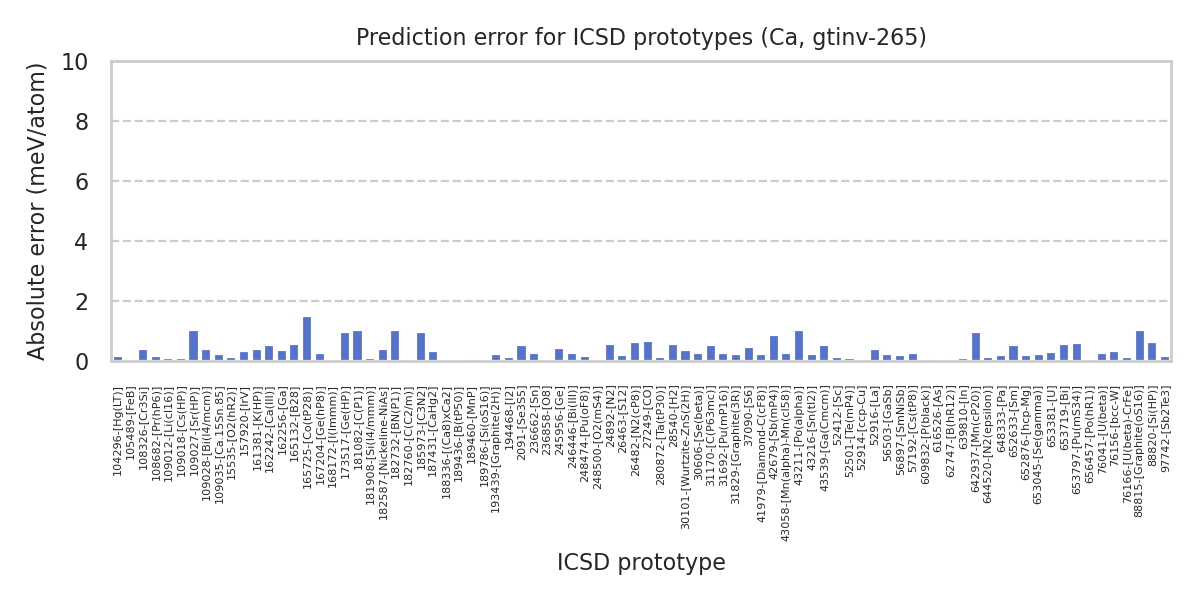 Prediction error for ICSD prototypes (Ca, gtinv-265)
Absolute error (meV/atom)
10
8
6
4
2
0
104296-[Hg(LT)]
105489-[FeB]
108326-[Cr3Si]
108682-[Pr(hP6)]
109012-[Li(cI16)]
109018-[Cs(HP)]
109027-[Sr(HP)]
109028-[Bi(I4/mcm)]
109035-[Ca.15Sn.85]
15535-[O2(hR2)]
157920-[IrV]
161381-[K(HP)]
162242-[Ca(III)]
162256-[Ga]
165132-[B28]
165725-[Co(tP28)]
167204-[Ge(hP8)]
168172-[I(Immm)]
173517-[Ge(HP)]
181082-[C(P1)]
181908-[Si(I4/mmm)]
182587-[Nickeline-NiAs]
182732-[BN(P1)]
182760-[C(C2/m)]
187431-[CaHg2]
188336-[(Ca8)xCa2]
189436-[B(tP50)]
189460-[MnP]
189786-[Si(oS16)]
193439-[Graphite(2H)]
194468-[I2]
2091-[Se3S5]
236662-[Sn]
236858-[O8]
245956-[Ge]
246446-[Bi(III)]
248474-[Pu(oF8)]
248500-[O2(mS4)]
24892-[N2]
26463-[S12]
26482-[N2(cP8)]
27249-[CO]
280872-[Ta(tP30)]
28540-[H2]
30101-[Wurtzite-ZnS(2H)]
30606-[Se(beta)]
31170-[C(P63mc)]
31692-[Pu(mP16)]
31829-[Graphite(3R)]
37090-[S6]
41979-[Diamond-C(cF8)]
42679-[Sb(mP4)]
43058-[Mn(alpha)-Mn(cI58)]
43211-[Po(alpha)]
43216-[Sn(tI2)]
43539-[Ga(Cmcm)]
52412-[Sc]
52501-[Te(mP4)]
52914-[ccp-Cu]
52916-[La]
56503-[GaSb]
56897-[SmNiSb]
57192-[Cs(tP8)]
609832-[P(black)]
616526-[As]
62747-[B(hR12)]
639810-[In]
642937-[Mn(cP20)]
644520-[N2(epsilon)]
648333-[Pa]
652633-[Sm]
652876-[hcp-Mg]
653045-[Se(gamma)]
653381-[U]
653719-[U]
653797-[Pu(mS34)]
656457-[Po(hR1)]
76041-[U(beta)]
76156-[bcc-W]
76166-[U(beta)-CrFe]
88815-[Graphite(oS16)]
88820-[Si(HP)]
97742-[Sb2Te3]
ICSD prototype